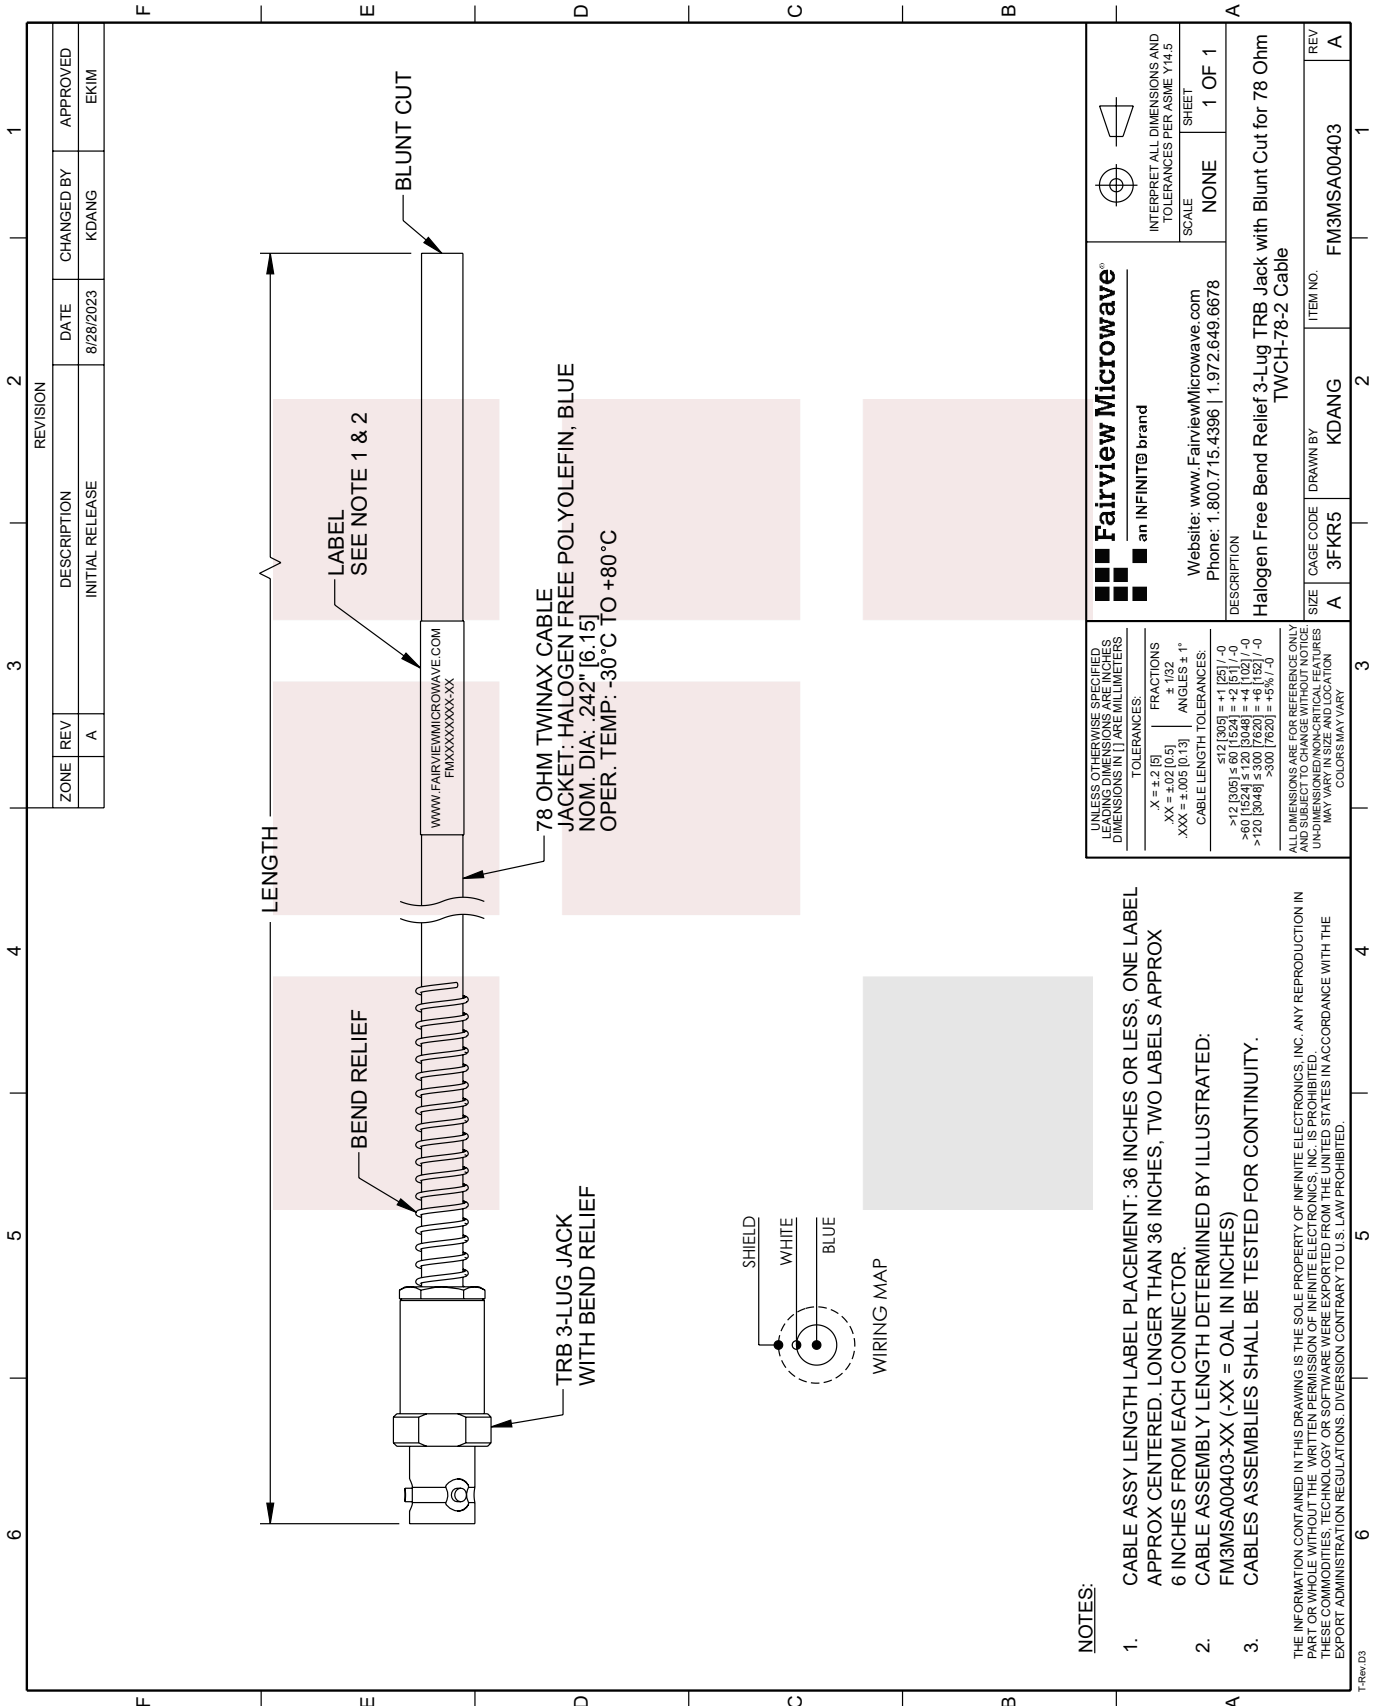 6
5
4
3
2
1
F
E
D
C
B
A
REVISION
ZONE REV DESCRIPTION DATE CHANGED BY APPROVED
A INITIAL RELEASE 8/28/2023 KDANG EKIM
LENGTH
BLUNT CUT
LABEL
SEE NOTE 1 & 2
BEND RELIEF
WWW.FAIRVIEWMICROWAVE.COM
FMXXXXXXXX-XX
TRB 3-LUG JACK
WITH BEND RELIEF
78 OHM TWINAX CABLE
JACKET: HALOGEN FREE POLYOLEFIN, BLUE
NOM. DIA: .242" [6.15]
OPER. TEMP: -30°C TO +80°C
SHIELD
WHITE
BLUE
WIRING MAP
NOTES:
1. CABLE ASSY LENGTH LABEL PLACEMENT: 36 INCHES OR LESS, ONE LABEL
APPROX CENTERED. LONGER THAN 36 INCHES, TWO LABELS APPROX
6 INCHES FROM EACH CONNECTOR.
2. CABLE ASSEMBLY LENGTH DETERMINED BY ILLUSTRATED:
FM3MSA00403-XX (-XX = OAL IN INCHES)
3. CABLES ASSEMBLIES SHALL BE TESTED FOR CONTINUITY.
THE INFORMATION CONTAINED IN THIS DRAWING IS THE SOLE PROPERTY OF INFINITE ELECTRONICS, INC. ANY REPRODUCTION IN
PART OR WHOLE WITHOUT THE WRITTEN PERMISSION OF INFINITE ELECTRONICS, INC. IS PROHIBITED.
THESE COMMODITIES, TECHNOLOGY OR SOFTWARE WERE EXPORTED FROM THE UNITED STATES IN ACCORDANCE WITH THE
EXPORT ADMINISTRATION REGULATIONS. DIVERSION CONTRARY TO U.S. LAW PROHIBITED.
UNLESS OTHERWISE SPECIFIED
LEADING DIMENSIONS ARE INCHES
DIMENSIONS IN [ ] ARE MILLIMETERS
TOLERANCES:
.X = ±.2 [5] FRACTIONS
.XX = ±.02 [0.5] ± 1/32
.XXX = ±.005 [0.13] ANGLES ± 1°
CABLE LENGTH TOLERANCES:
≤12 [305] = +1 [25] / -0
>12 [305] ≤ 60 [1524] = +2 [51] / -0
>60 [1524] ≤ 120 [3048] = +4 [102] / -0
>120 [3048] ≤ 300 [7620] = +6 [152] / -0
>300 [7620] = +5% / -0
ALL DIMENSIONS ARE FOR REFERENCE ONLY
AND SUBJECT TO CHANGE WITHOUT NOTICE.
UN-DIMENSIONED/NON-CRITICAL FEATURES
MAY VARY IN SIZE AND LOCATION
COLORS MAY VARY
Fairview Microwave®
an INFINIT℮ brand
Website: www.FairviewMicrowave.com
Phone: 1.800.715.4396 | 1.972.649.6678
INTERPRET ALL DIMENSIONS AND
TOLERANCES PER ASME Y14.5
SCALE SHEET
NONE 1 OF 1
DESCRIPTION
Halogen Free Bend Relief 3-Lug TRB Jack with Blunt Cut for 78 Ohm
TWCH-78-2 Cable
SIZE CAGE CODE DRAWN BY ITEM NO. REV
A 3FKR5 KDANG FM3MSA00403 A
F
E
D
C
B
A
6
5
4
3
2
1
T-Rev.D3